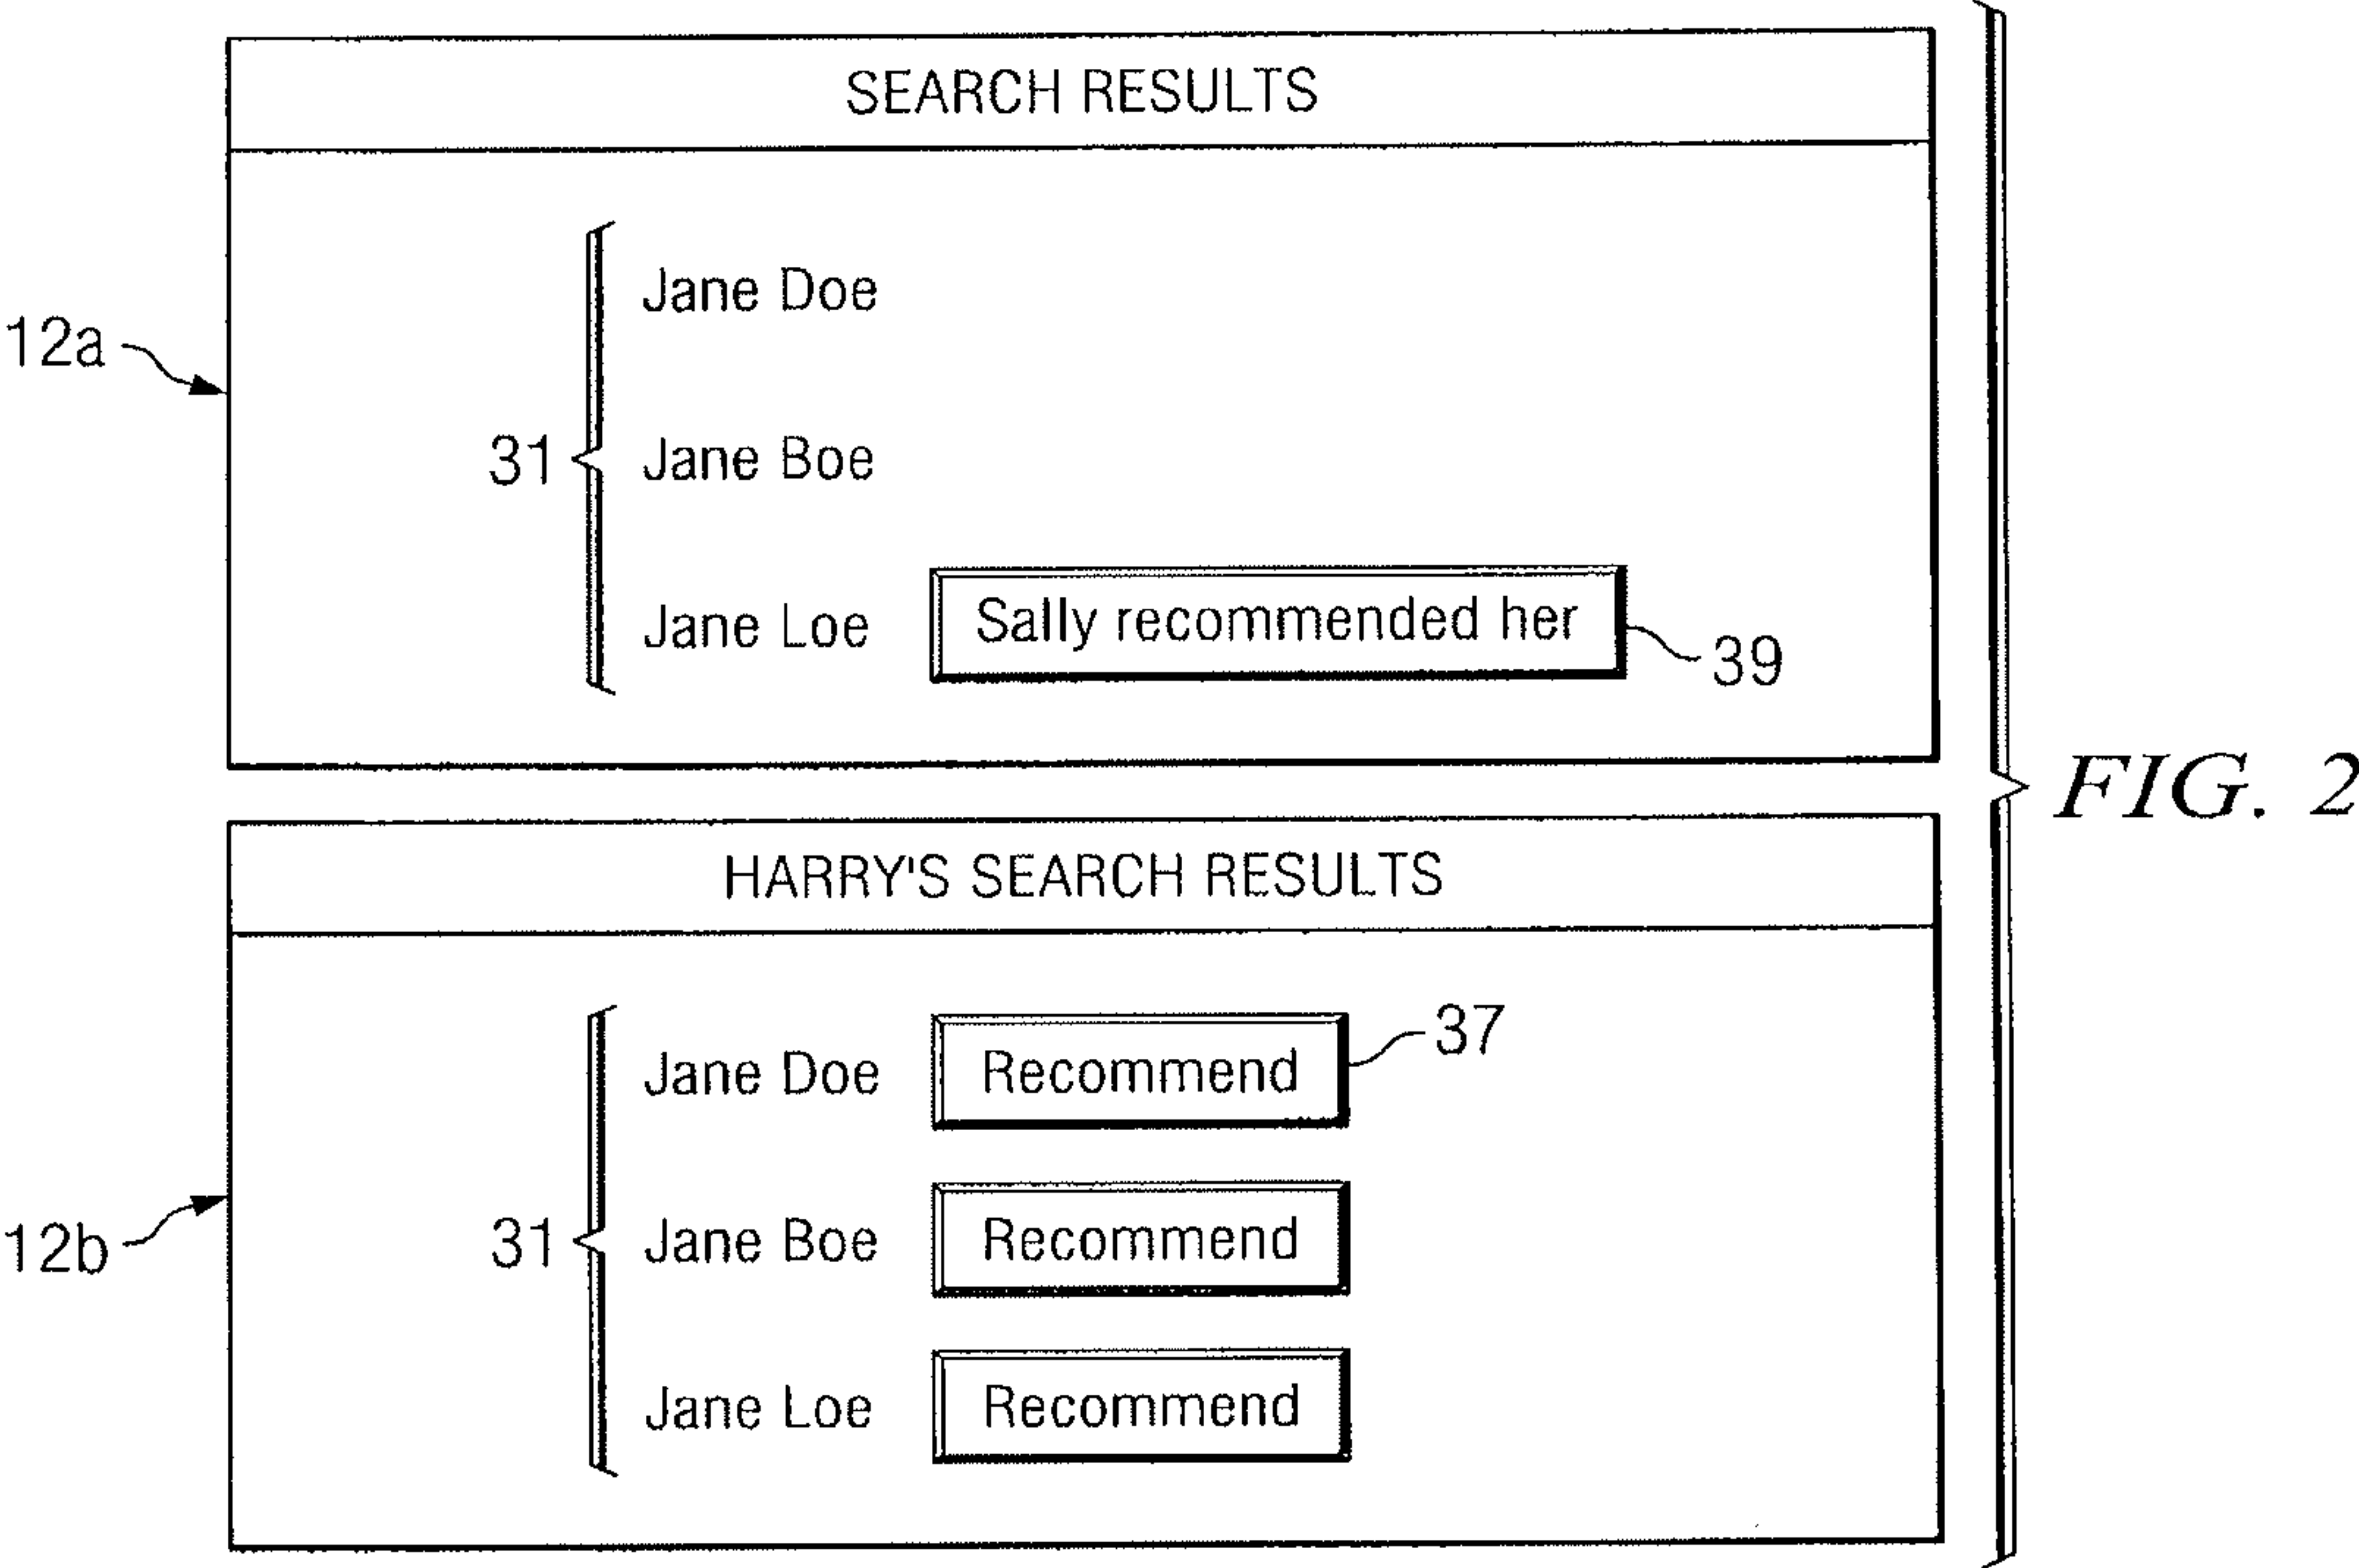 SEARCH RESULTS
Jane Doe
12a
31
Jane Boe
Jane Loe
Sally recommended her
39
FIG. 2
HARRY'S SEARCH RESULTS
37
Jane Doe
Recommend
12b
31
Jane Boe
Recommend
Jane Loe
Recommend